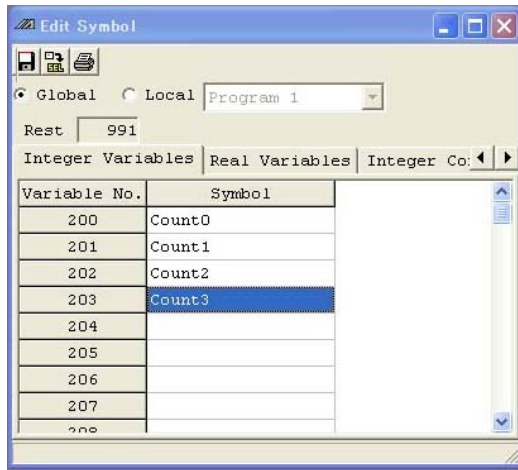 Edit Symbol
SEL
Global Local Program 1
Rest 991
Integer Variables Real Variables Integer Co
Variable No. Symbol
200 Count0
201 Count1
202 Count2
203 Count3
204
205
206
207